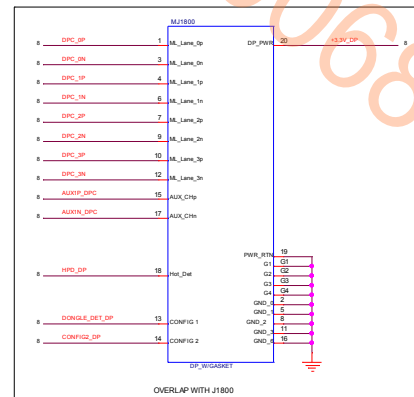 MJ1800
8 DPC_0P 1 ML_Lane_0p DP_PWR 20 +3.3V_DP 8
8 DPC_0N 3 ML_Lane_0n
8 DPC_1P 4 ML_Lane_1p
8 DPC_1N 6 ML_Lane_1n
8 DPC_2P 7 ML_Lane_2p
8 DPC_2N 9 ML_Lane_2n
8 DPC_3P 10 ML_Lane_3p
8 DPC_3N 12 ML_Lane_3n
8 AUX1P_DPC 15 AUX_CHp
8 AUX1N_DPC 17 AUX_CHn
PWR_RTN 19
G1 G1
8 HPD_DP 18 Hot_Det G2 G2
G3 G3
G4 G4
GND_0 2
GND_1 5
8 DONGLE_DET_DP 13 CONFIG 1 GND_2 8
GND_3 11
8 CONFIG2_DP 14 CONFIG 2 GND_6 16
DP_W/GASKET
OVERLAP WITH J1800
068